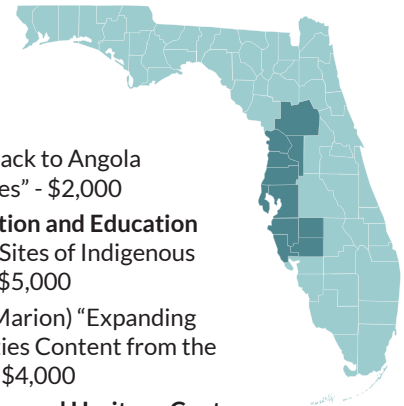 ack to Angola
es” - $2,000
tion and Education
Sites of Indigenous
$5,000
Marion) “Expanding
ies Content from the
$4,000